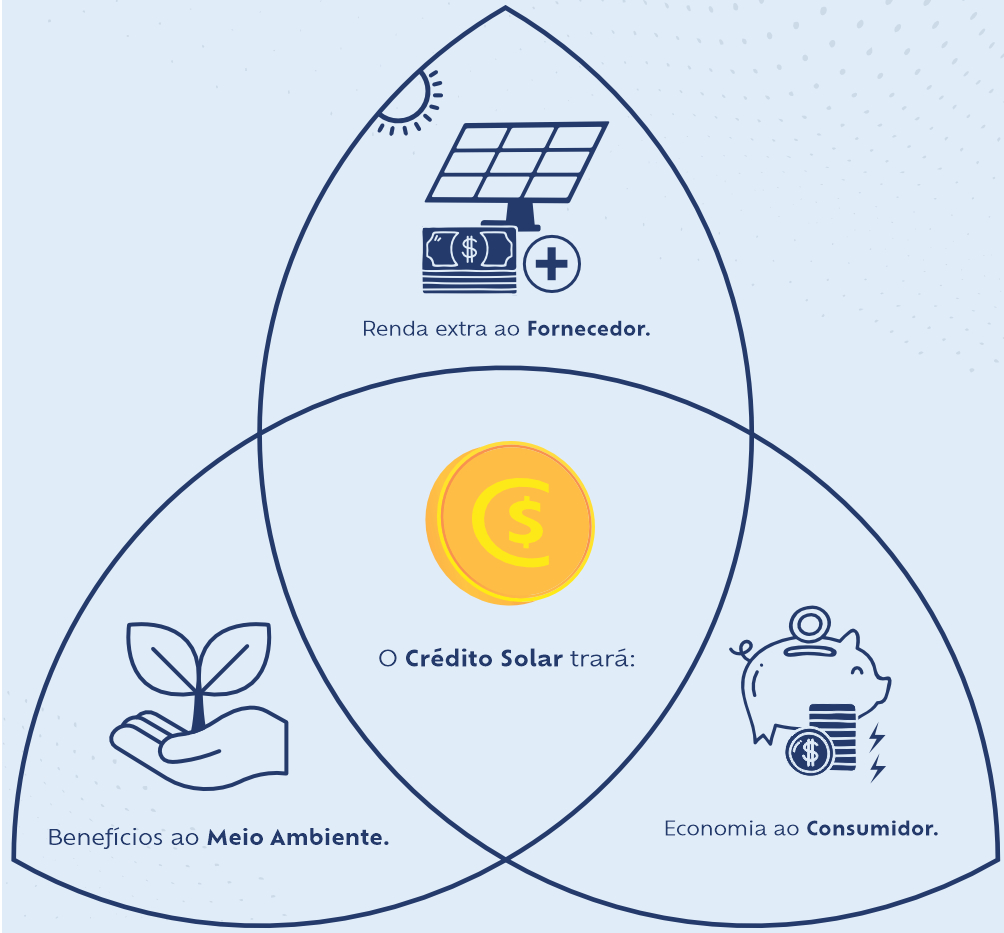 Renda extra ao Fornecedor.
O Crédito Solar trará:
Benefícios ao Meio Ambiente.
Economia ao Consumidor.